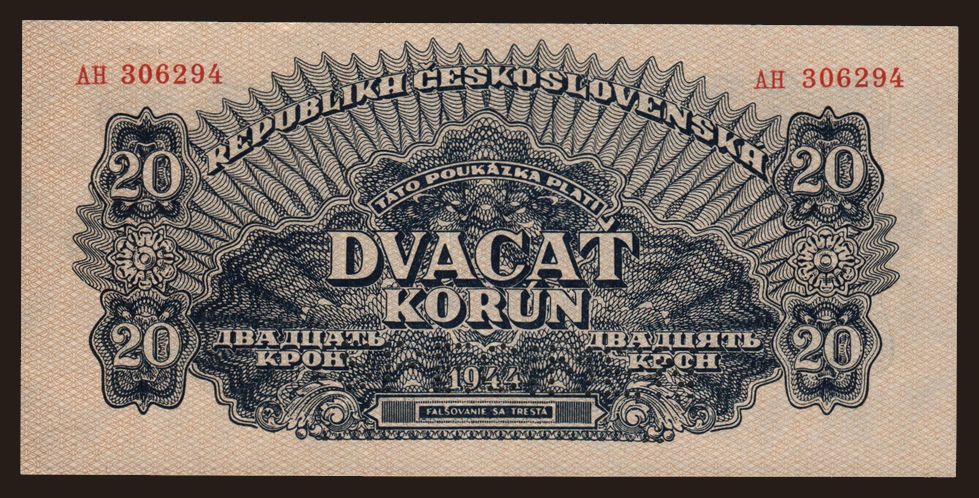 АН 306294
АН 306294
REPUBLIKA ČESKOSLOVENSKÁ
20
20
TÁTO POUKÁZKA PLATÍ
DVACAŤ
KORÚN
20
20
ДВАДЦАТЬ
КРОН
ДВАДЦЯТЬ
КРОН
1944
FALŠOVANIE SA TRESTÁ